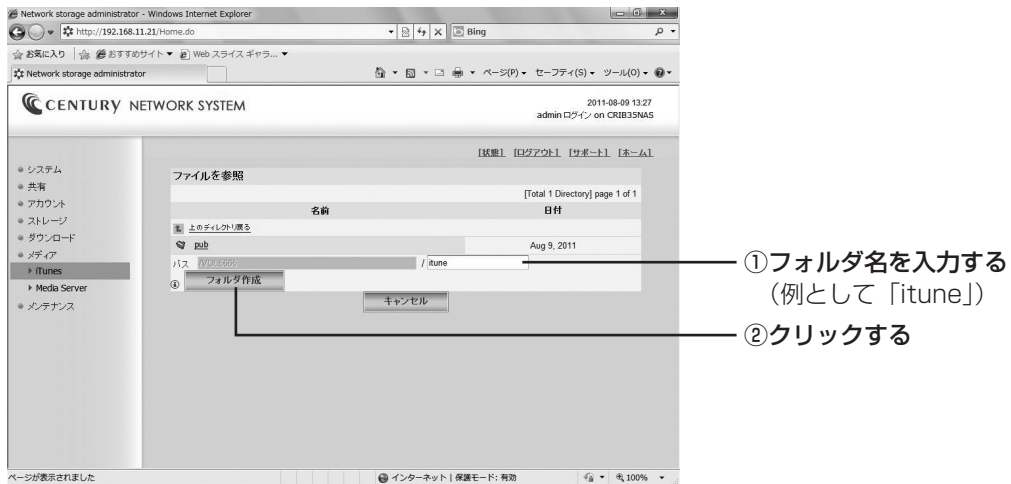 Network storage administrator - Windows Internet Explorer
http://192.168.11.21/Home.do
Bing
お気に入り
おすすめサイト ▼
Web スライス ギャラ... ▼
Network storage administrator
ページ(P) ▼ セーフティ(S) ▼ ツール(O) ▼
CENTURY NETWORK SYSTEM
2011-08-09 13:27
admin ログイン on CRIB35NAS
[状態] [ログアウト] [サポート] [ホーム]
システム
共有
アカウント
ストレージ
ダウンロード
メディア
iTunes
Media Server
メンテナンス
ファイルを参照
[Total 1 Directory] page 1 of 1
名前 日付
上のディレクトリ戻る
pub Aug 9, 2011
パス /VOL6665 / itune
フォルダ作成
キャンセル
①フォルダ名を入力する
(例として「itune」)
②クリックする
ページが表示されました
インターネット | 保護モード: 有効
100%